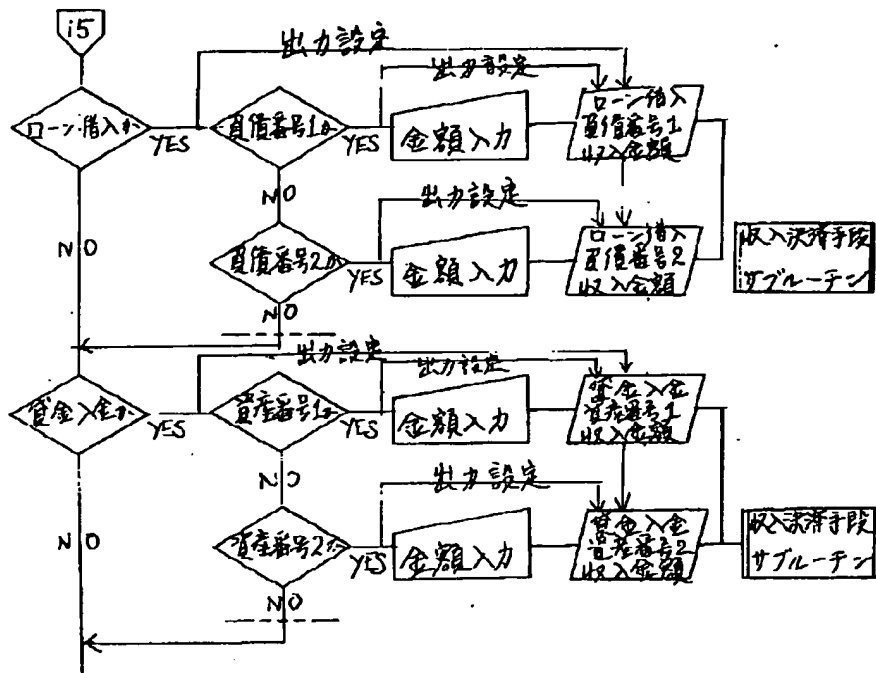 i5
出力設定
出力設定
ローン借入か
YES
負債番号1か
YES
金額入力
ローン借入
負債番号1
収入金額
NO
NO
出力設定
負債番号2か
YES
金額入力
ローン借入
負債番号2
収入金額
収入決済手段
サブルーチン
NO
出力設定
出力設定
貸金入金か
YES
資産番号1か
YES
金額入力
貸金入金
資産番号1
収入金額
NO
NO
出力設定
資産番号2か
YES
金額入力
貸金入金
資産番号2
収入金額
収入決済手段
サブルーチン
NO